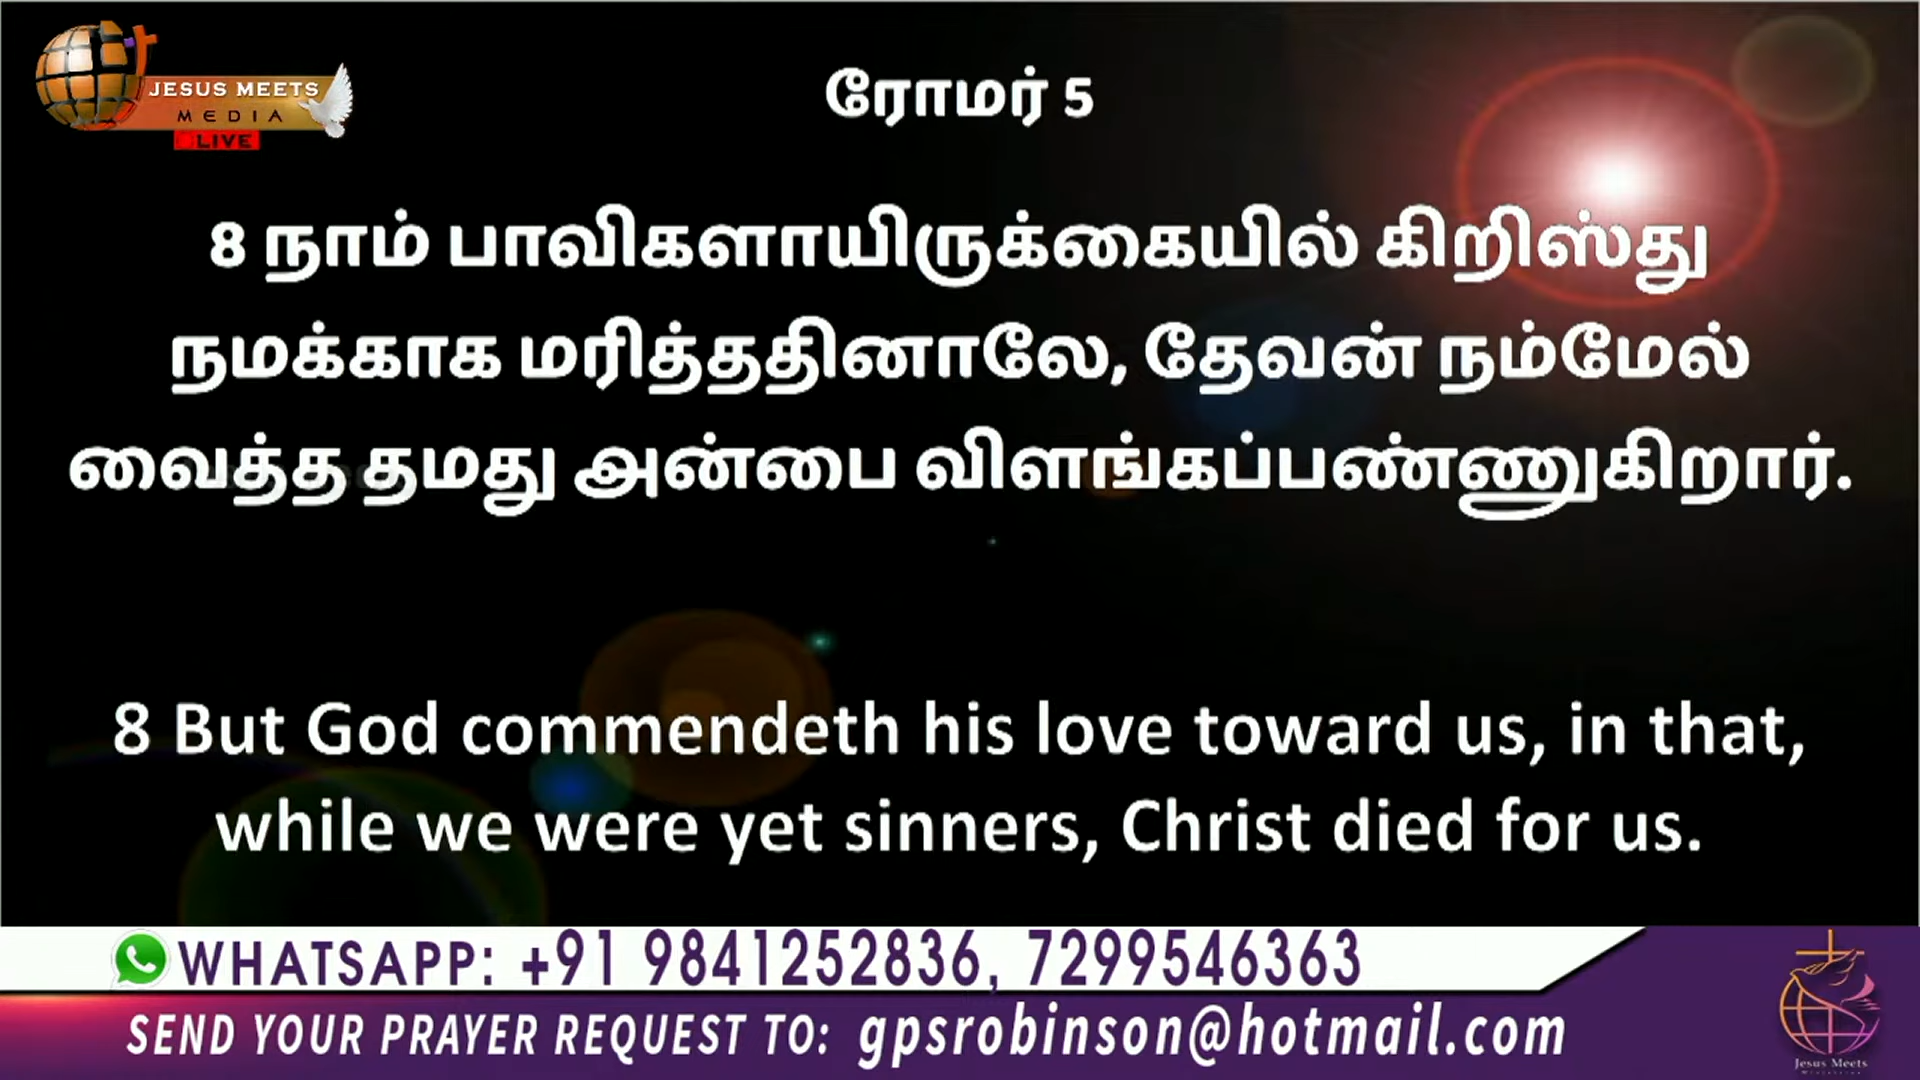 JESUS MEETS
MEDIA
LIVE
ரோமர் 5
8 நாம் பாவிகளாயிருக்கையில் கிறிஸ்து
நமக்காக மரித்ததினாலே, தேவன் நம்மேல்
வைத்த தமது அன்பை விளங்கப்பண்ணுகிறார்.
8 But God commendeth his love toward us, in that,
while we were yet sinners, Christ died for us.
WHATSAPP: +91 9841252836, 7299546363
SEND YOUR PRAYER REQUEST TO: gpsrobinson@hotmail.com
Jesus Meets